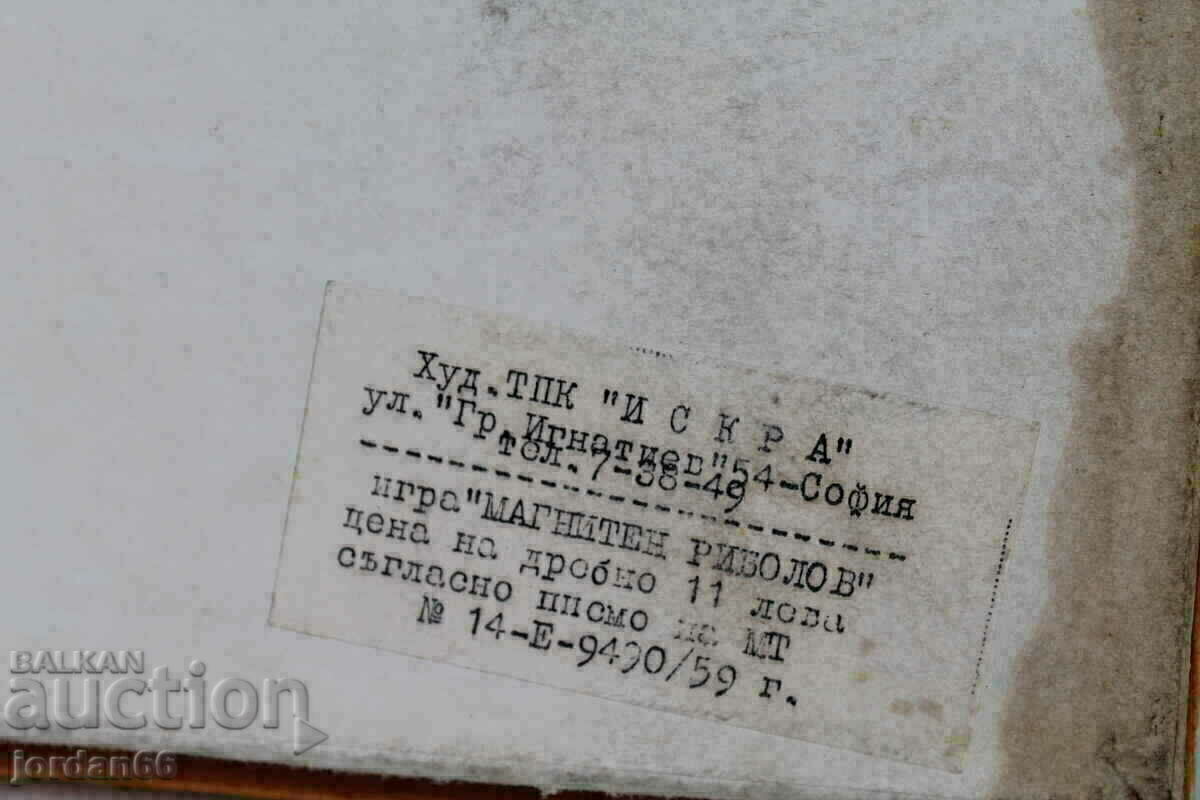 Худ.ТПК "И С К Р А"
ул."Гр.Игнатиев"54-София
тел.7-38-49
игра"МАГНИТЕН РИБОЛОВ"
цена на дробно 11 лева
съгласно писмо на МТ
№ 14-Е-9490/59 г.
BALKAN
auction
jordan66